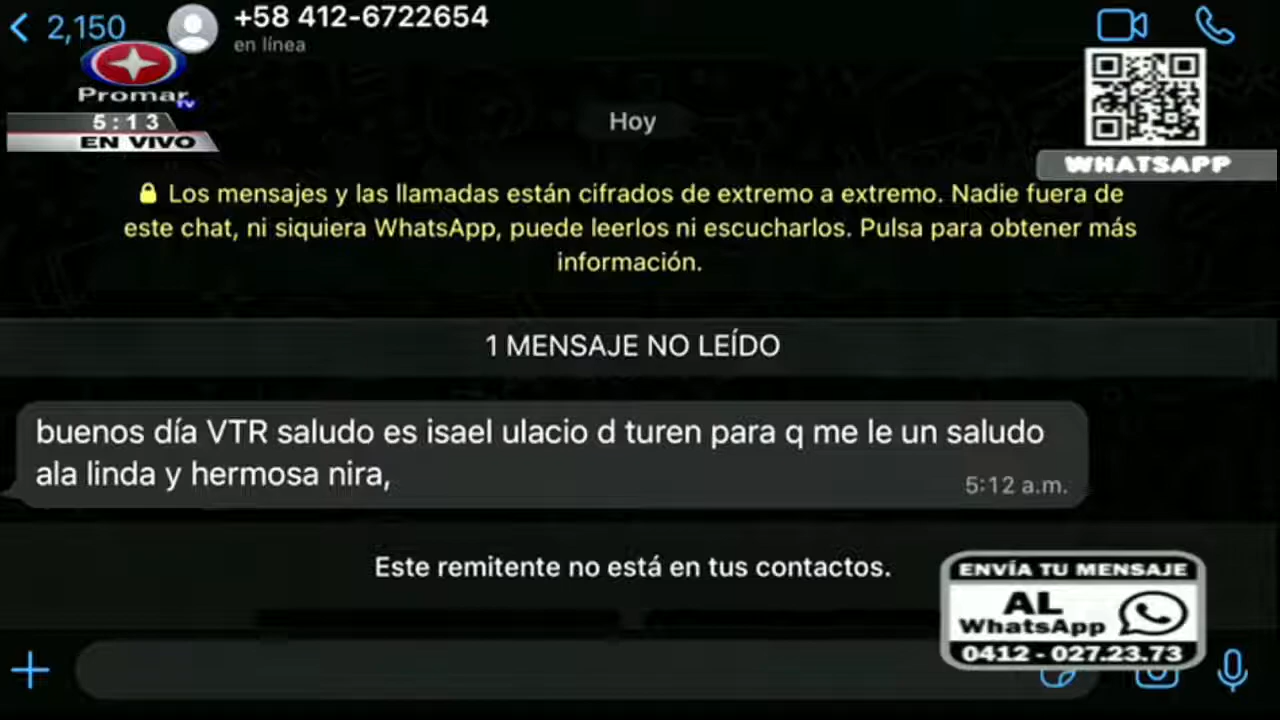 2,150
+58 412-6722654
en línea
Promar
TV
5:13
EN VIVO
Hoy
WHATSAPP
Los mensajes y las llamadas están cifrados de extremo a extremo. Nadie fuera de
este chat, ni siquiera WhatsApp, puede leerlos ni escucharlos. Pulsa para obtener más
información.
1 MENSAJE NO LEÍDO
buenos día VTR saludo es isael ulacio d turen para q me le un saludo
ala linda y hermosa nira,
5:12 a.m.
Este remitente no está en tus contactos.
ENVÍA TU MENSAJE
AL
WhatsApp
0412 - 027.23.73